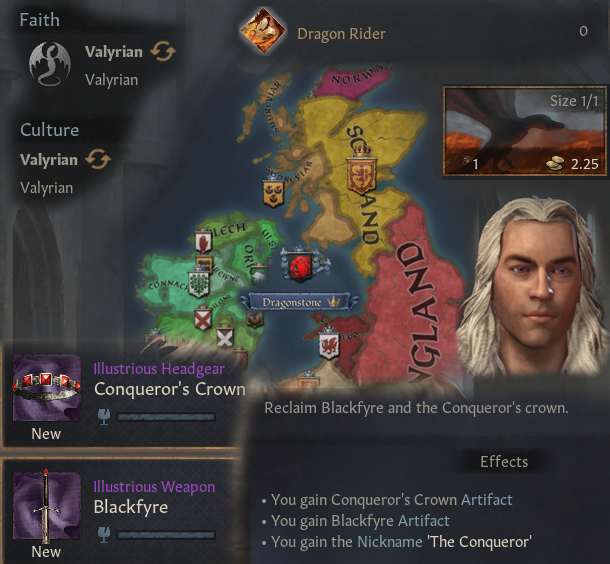 Faith
Valyrian
Valyrian
Culture
Valyrian
Valyrian
Dragon Rider
0
NORWA
SCOTLAND
Size 1/1
1
2.25
CONNACHT
ENGLAND
Dragonstone
Illustrious Headgear
Conqueror's Crown
New
Illustrious Weapon
Blackfyre
New
Reclaim Blackfyre and the Conqueror's crown.
Effects
• You gain Conqueror's Crown Artifact
• You gain Blackfyre Artifact
• You gain the Nickname 'The Conqueror'